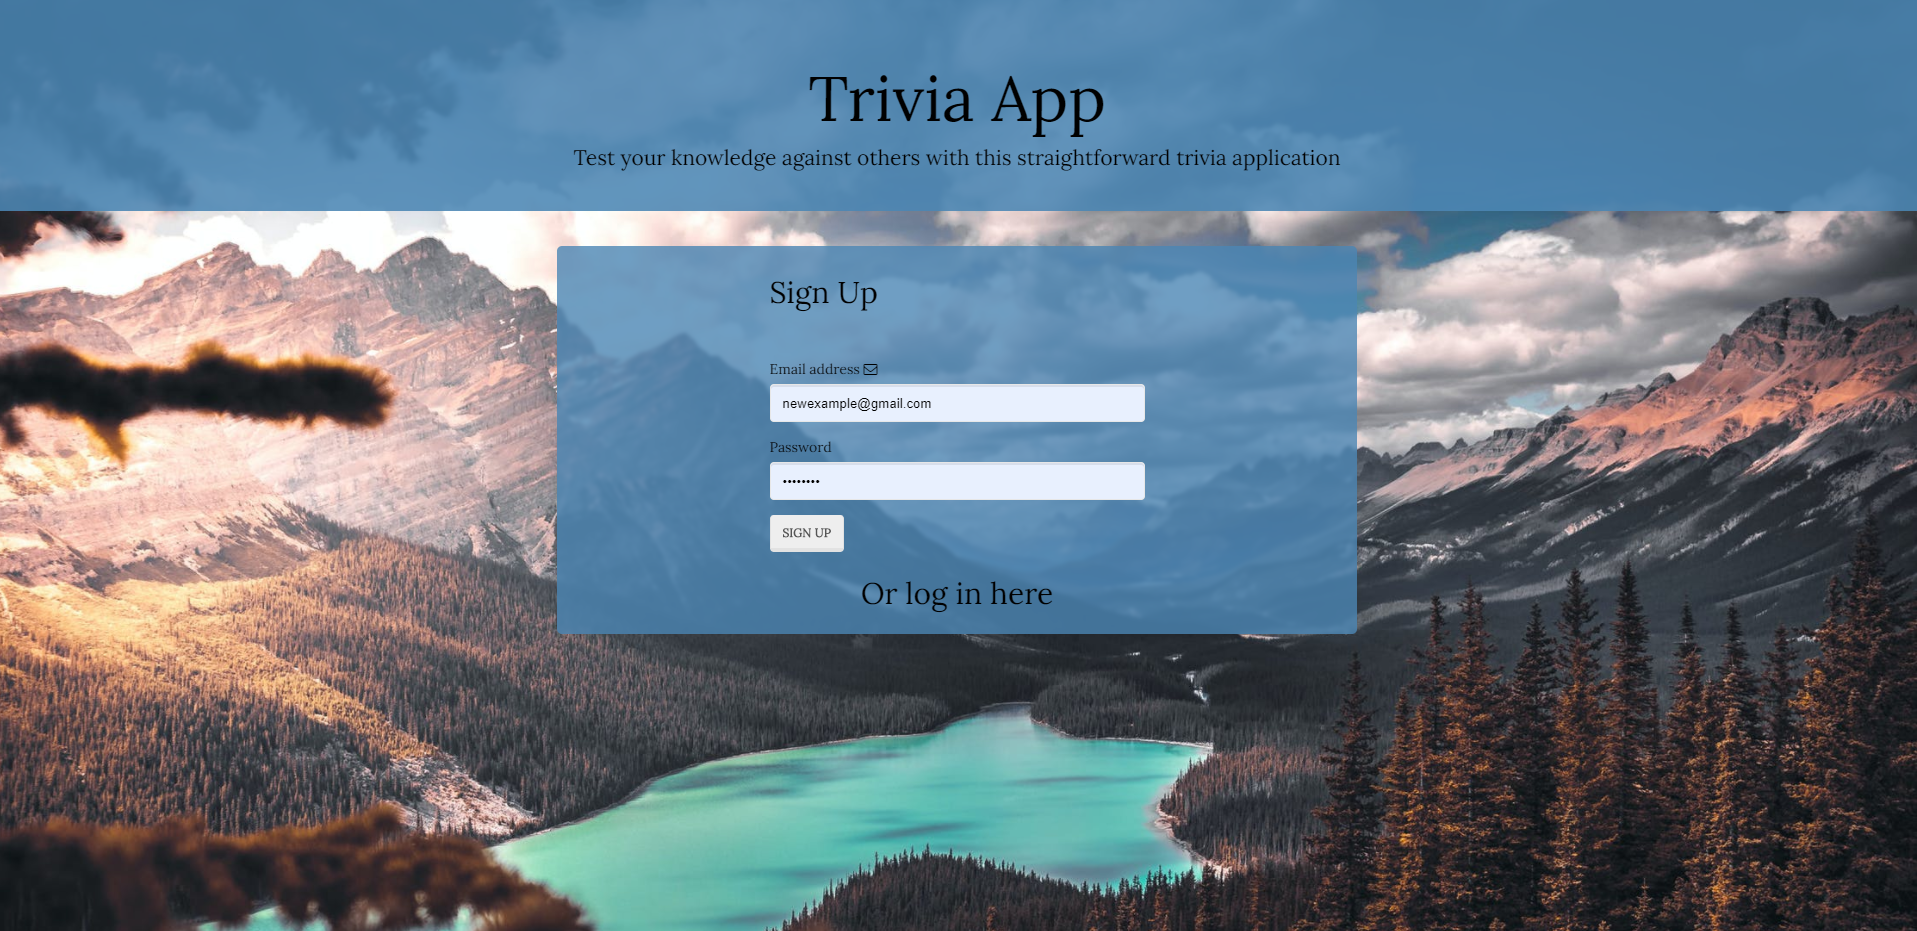 Trivia App
Test your knowledge against others with this straightforward trivia application
Sign Up
Email address
newexample@gmail.com
Password
••••••••
SIGN UP
Or log in here